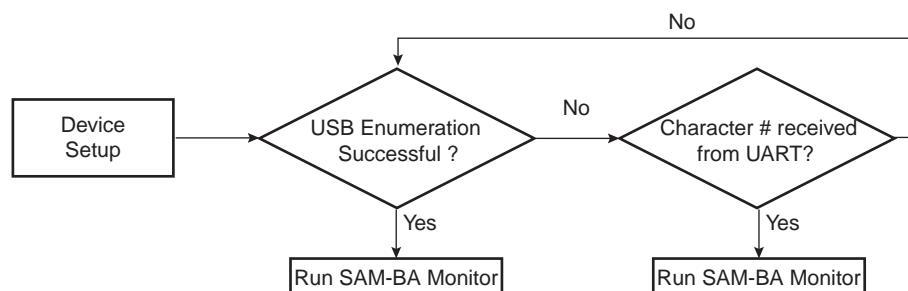 No
Device
Setup
USB Enumeration
Successful ?
No
Character # received
from UART?
Yes
Yes
Run SAM-BA Monitor
Run SAM-BA Monitor